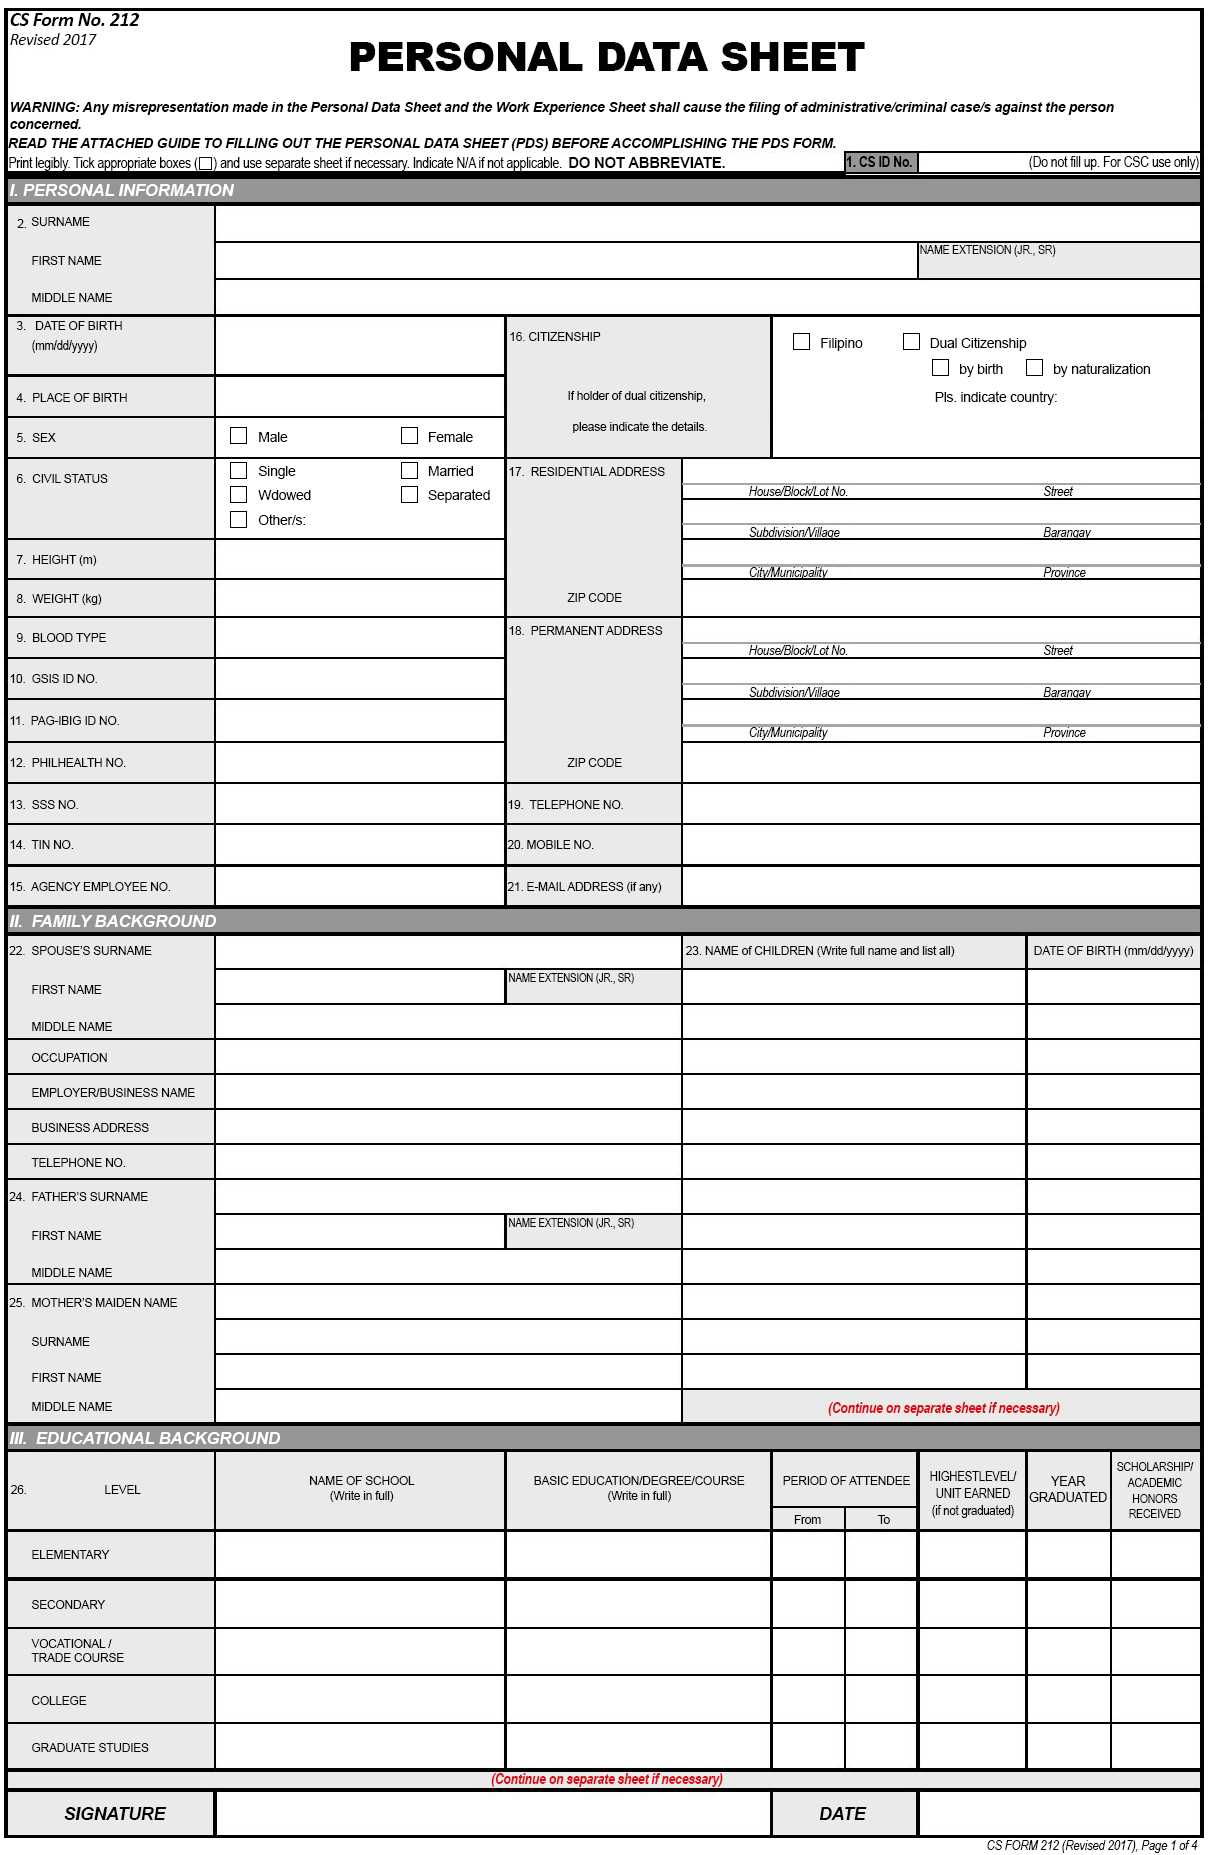 CS Form No. 212
Revised 2017
PERSONAL DATA SHEET
WARNING: Any misrepresentation made in the Personal Data Sheet and the Work Experience Sheet shall cause the filing of administrative/criminal case/s against the person
concerned.
READ THE ATTACHED GUIDE TO FILLING OUT THE PERSONAL DATA SHEET (PDS) BEFORE ACCOMPLISHING THE PDS FORM.
Print legibly. Tick appropriate boxes (☐) and use separate sheet if necessary. Indicate N/A if not applicable. DO NOT ABBREVIATE.
1. CS ID No. (Do not fill up. For CSC use only)
I. PERSONAL INFORMATION
2. SURNAME
FIRST NAME
NAME EXTENSION (JR., SR)
MIDDLE NAME
3. DATE OF BIRTH
(mm/dd/yyyy)
4. PLACE OF BIRTH
5. SEX
Male Female
6. CIVIL STATUS
Single Married
Wdowed Separated
Other/s:
7. HEIGHT (m)
8. WEIGHT (kg)
9. BLOOD TYPE
10. GSIS ID NO.
11. PAG-IBIG ID NO.
12. PHILHEALTH NO.
13. SSS NO.
14. TIN NO.
15. AGENCY EMPLOYEE NO.
16. CITIZENSHIP
If holder of dual citizenship,
please indicate the details.
Filipino Dual Citizenship
by birth by naturalization
Pls. indicate country:
17. RESIDENTIAL ADDRESS
House/Block/Lot No. Street
Subdivision/Village Barangay
City/Municipality Province
ZIP CODE
18. PERMANENT ADDRESS
House/Block/Lot No. Street
Subdivision/Village Barangay
City/Municipality Province
ZIP CODE
19. TELEPHONE NO.
20. MOBILE NO.
21. E-MAIL ADDRESS (if any)
II. FAMILY BACKGROUND
22. SPOUSE'S SURNAME
FIRST NAME
NAME EXTENSION (JR., SR)
MIDDLE NAME
OCCUPATION
EMPLOYER/BUSINESS NAME
BUSINESS ADDRESS
TELEPHONE NO.
24. FATHER'S SURNAME
FIRST NAME
NAME EXTENSION (JR., SR)
MIDDLE NAME
25. MOTHER'S MAIDEN NAME
SURNAME
FIRST NAME
MIDDLE NAME
23. NAME of CHILDREN (Write full name and list all) DATE OF BIRTH (mm/dd/yyyy)
(Continue on separate sheet if necessary)
III. EDUCATIONAL BACKGROUND
26. LEVEL
NAME OF SCHOOL
(Write in full)
BASIC EDUCATION/DEGREE/COURSE
(Write in full)
PERIOD OF ATTENDEE
From To
HIGHESTLEVEL/
UNIT EARNED
(if not graduated)
YEAR
GRADUATED
SCHOLARSHIP/
ACADEMIC
HONORS
RECEIVED
ELEMENTARY
SECONDARY
VOCATIONAL /
TRADE COURSE
COLLEGE
GRADUATE STUDIES
(Continue on separate sheet if necessary)
SIGNATURE DATE
CS FORM 212 (Revised 2017), Page 1 of 4